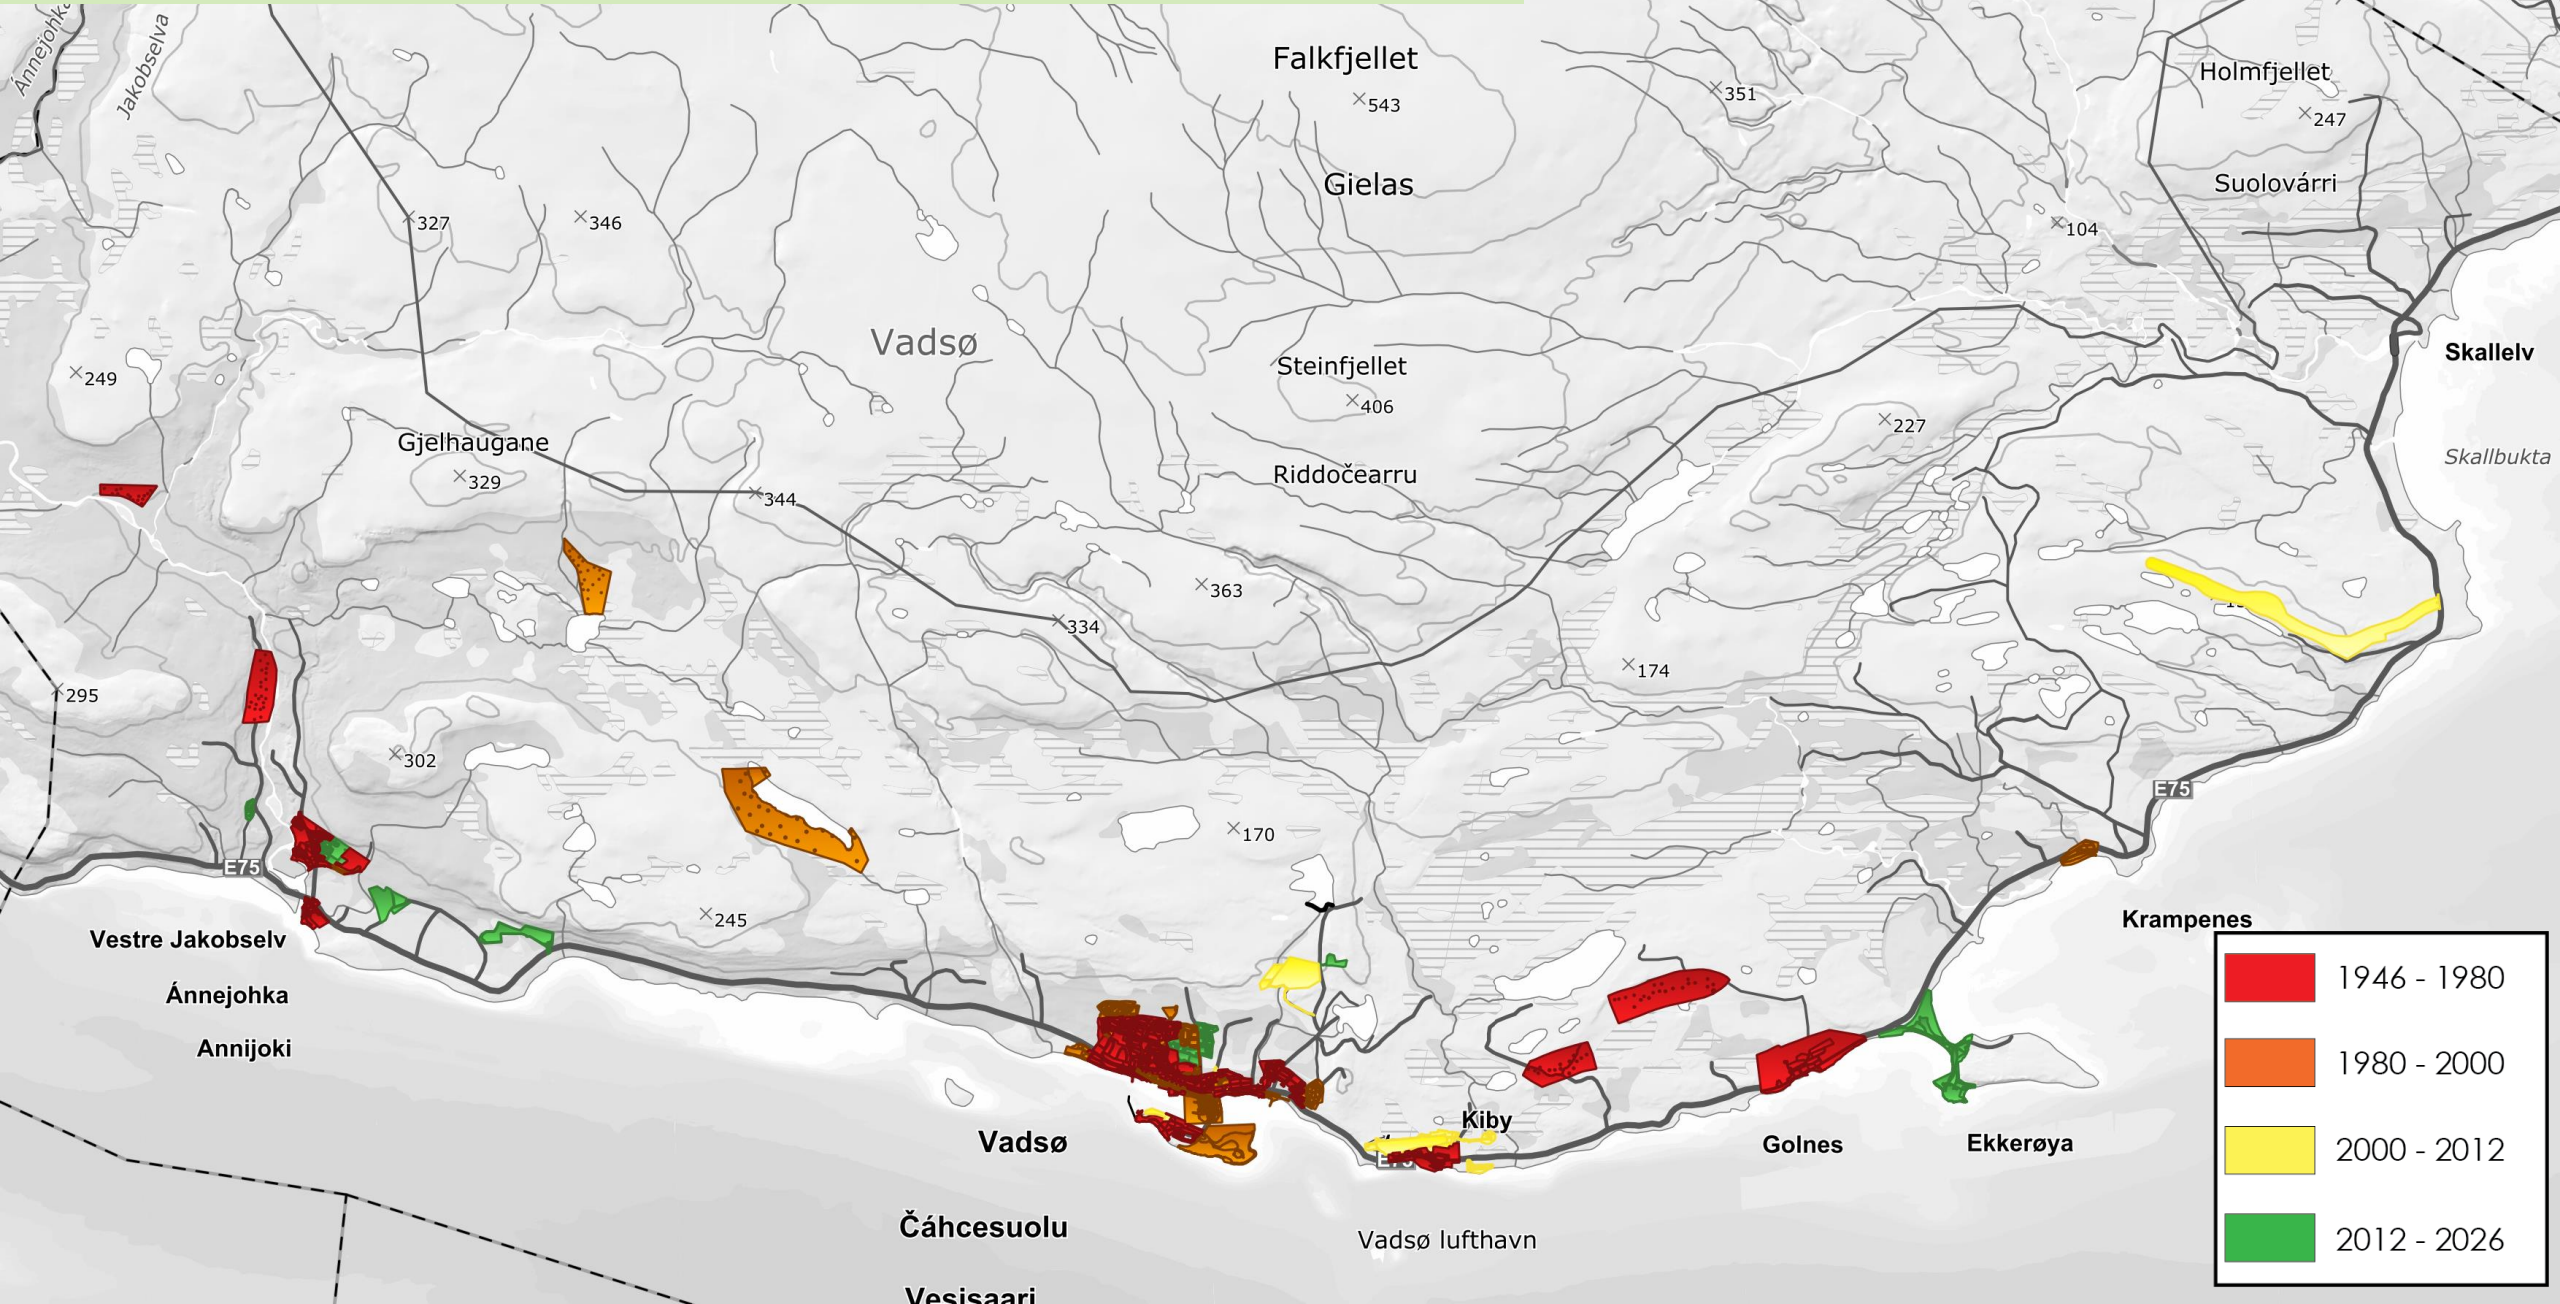 Ánnejohka
Jakobselva
Falkfjellet
543
351
Holmfjellet
247
Gielas
Suolovárri
327
346
104
Vadsø
Skallelv
249
Steinfjellet
406
227
Gjelhaugane
329
Riddočearru
Skallbukta
344
363
334
174
295
302
E75
170
E75
245
Krampenes
Vestre Jakobselv
Ánnejohka
Annijoki
Kiby
Vadsø
Golnes
Ekkerøya
Čáhcesuolu
Vadsø lufthavn
Vesisaari
1946 - 1980
1980 - 2000
2000 - 2012
2012 - 2026